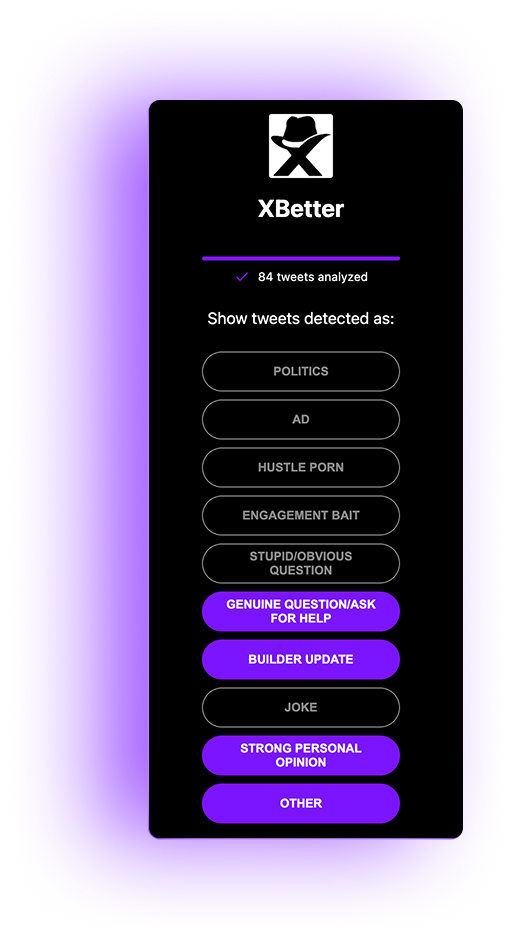 XBetter
84 tweets analyzed
Show tweets detected as:
POLITICS
AD
HUSTLE PORN
ENGAGEMENT BAIT
STUPID/OBVIOUS
QUESTION
GENUINE QUESTION/ASK
FOR HELP
BUILDER UPDATE
JOKE
STRONG PERSONAL
OPINION
OTHER